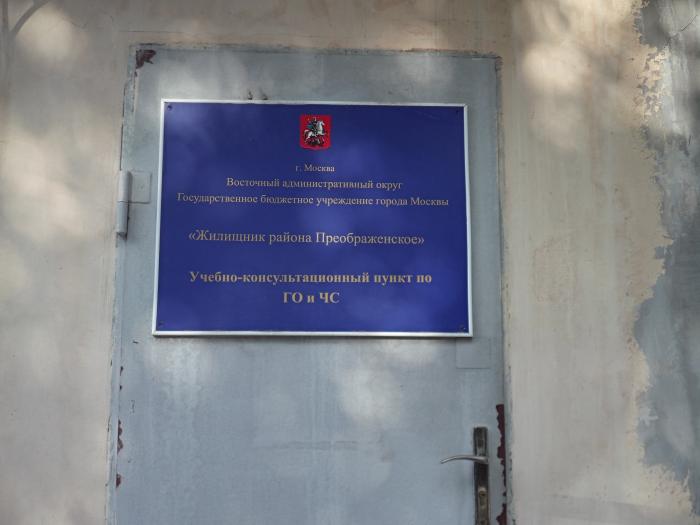 г. Москва
Восточный административный округ
Государственное бюджетное учреждение города Москвы
«Жилищник района Преображенское»
Учебно-консультационный пункт по
ГО и ЧС